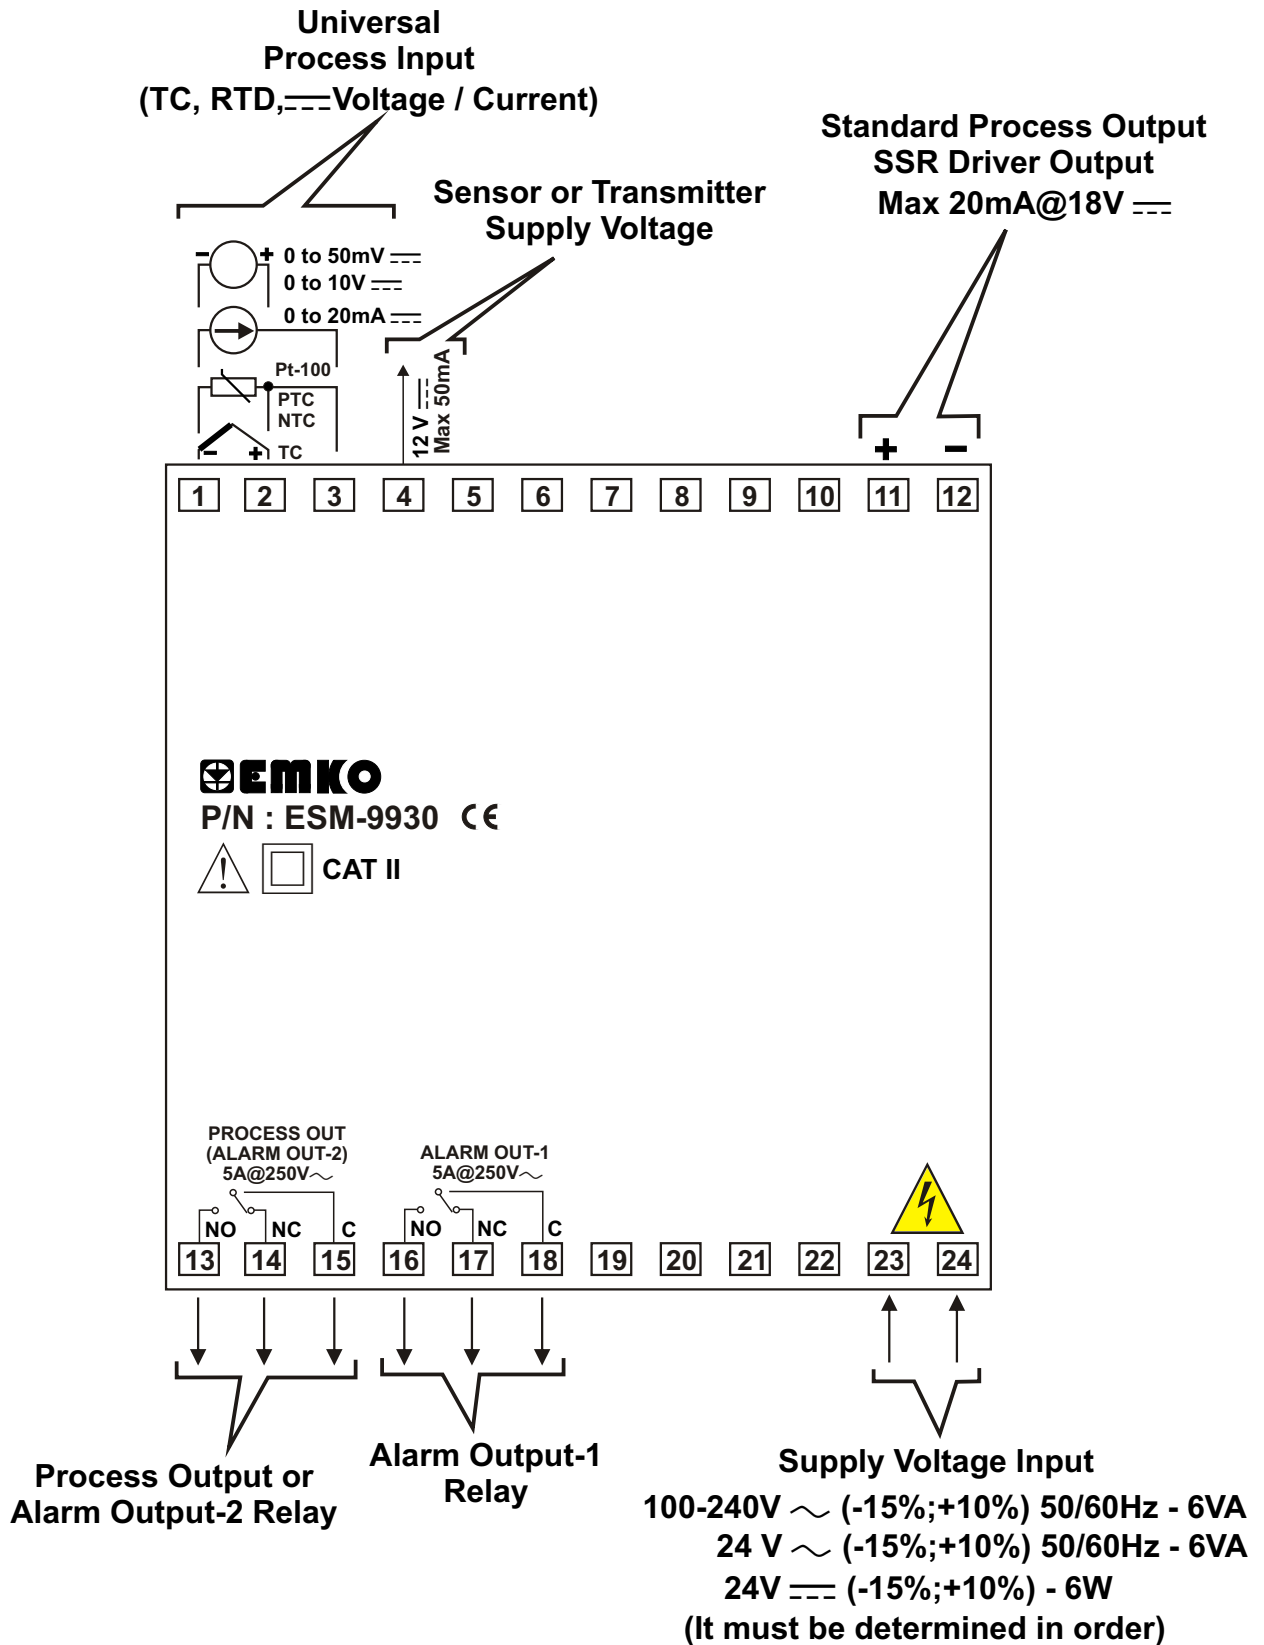 Universal
Process Input
(TC, RTD, Voltage / Current)
Standard Process Output
SSR Driver Output
Max 20mA@18V
Sensor or Transmitter
Supply Voltage
- + 0 to 50mV
0 to 10V
0 to 20mA
Pt-100
PTC
NTC
- + TC
12 V
Max 50mA
+ -
1 2 3 4 5 6 7 8 9 10 11 12
EMKO
P/N : ESM-9930 CE
! CAT II
PROCESS OUT
(ALARM OUT-2)
5A@250V~
ALARM OUT-1
5A@250V~
NO NC C NO NC C
13 14 15 16 17 18 19 20 21 22 23 24
Process Output or
Alarm Output-2 Relay
Alarm Output-1
Relay
Supply Voltage Input
100-240V ~ (-15%;+10%) 50/60Hz - 6VA
24 V ~ (-15%;+10%) 50/60Hz - 6VA
24V (-15%;+10%) - 6W
(It must be determined in order)